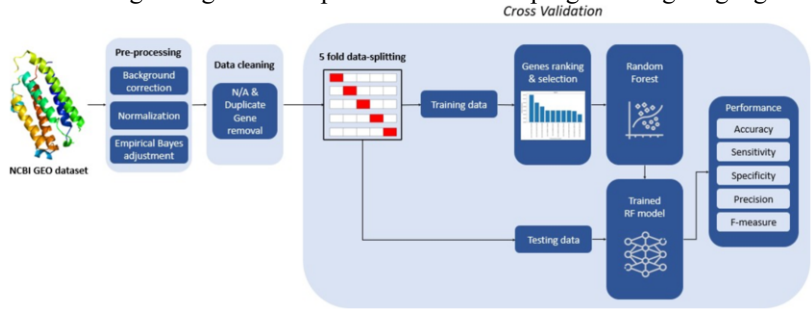 Cross Validation
Pre-processing
Background
correction
Normalization
Empirical Bayes
adjustment
NCBI GEO dataset
Data cleaning
N/A &
Duplicate
Gene
removal
5 fold data-splitting
Training data
Genes ranking
& selection
Random
Forest
Testing data
Trained
RF model
Performance
Accuracy
Sensitivity
Specificity
Precision
F-measure